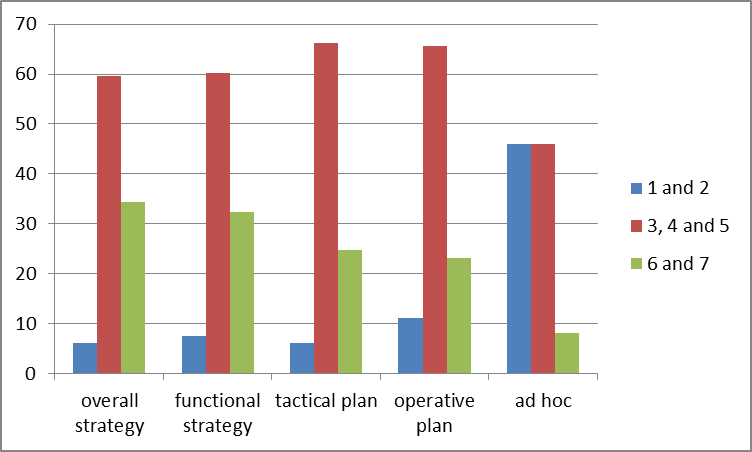 70
60
50
40
30
20
10
0
overall strategy
functional strategy
tactical plan
operative plan
ad hoc
1 and 2
3, 4 and 5
6 and 7